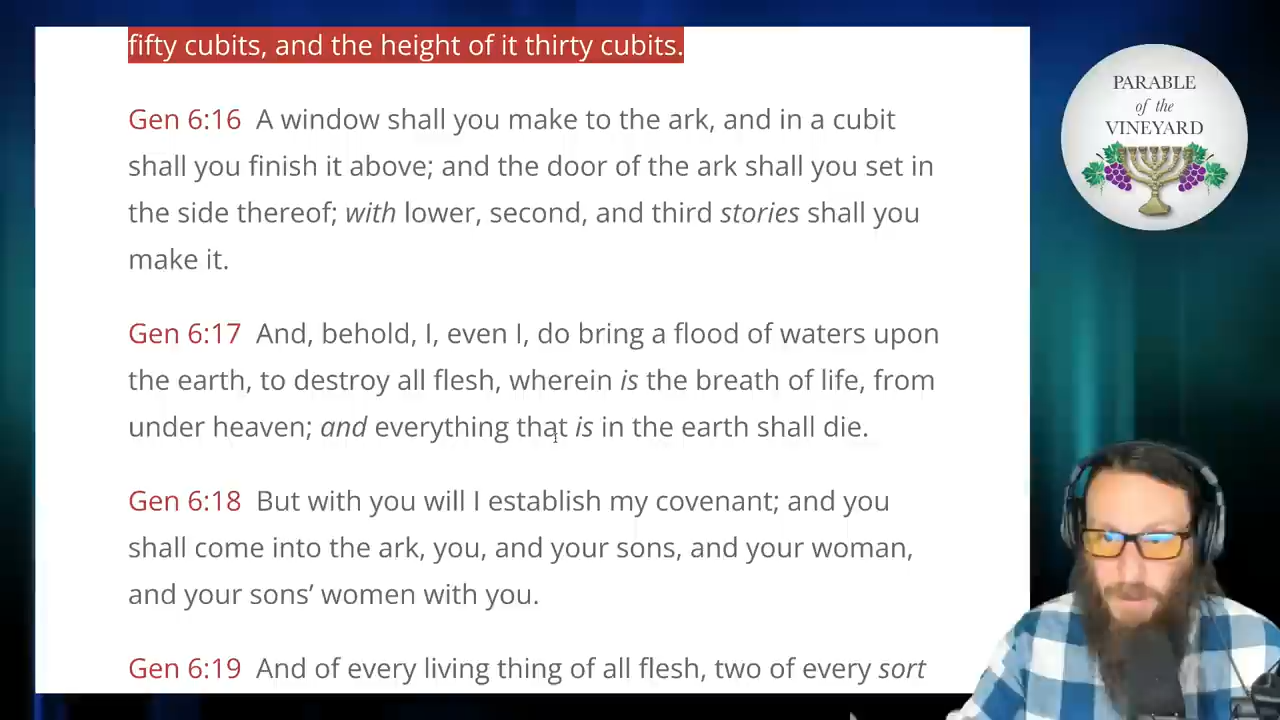 fifty cubits, and the height of it thirty cubits.
Gen 6:16 A window shall you make to the ark, and in a cubit
shall you finish it above; and the door of the ark shall you set in
the side thereof; with lower, second, and third stories shall you
make it.
Gen 6:17 And, behold, I, even I, do bring a flood of waters upon
the earth, to destroy all flesh, wherein is the breath of life, from
under heaven; and everything that is in the earth shall die.
Gen 6:18 But with you will I establish my covenant; and you
shall come into the ark, you, and your sons, and your woman,
and your sons’ women with you.
Gen 6:19 And of every living thing of all flesh, two of every sort
PARABLE
of the
VINEYARD